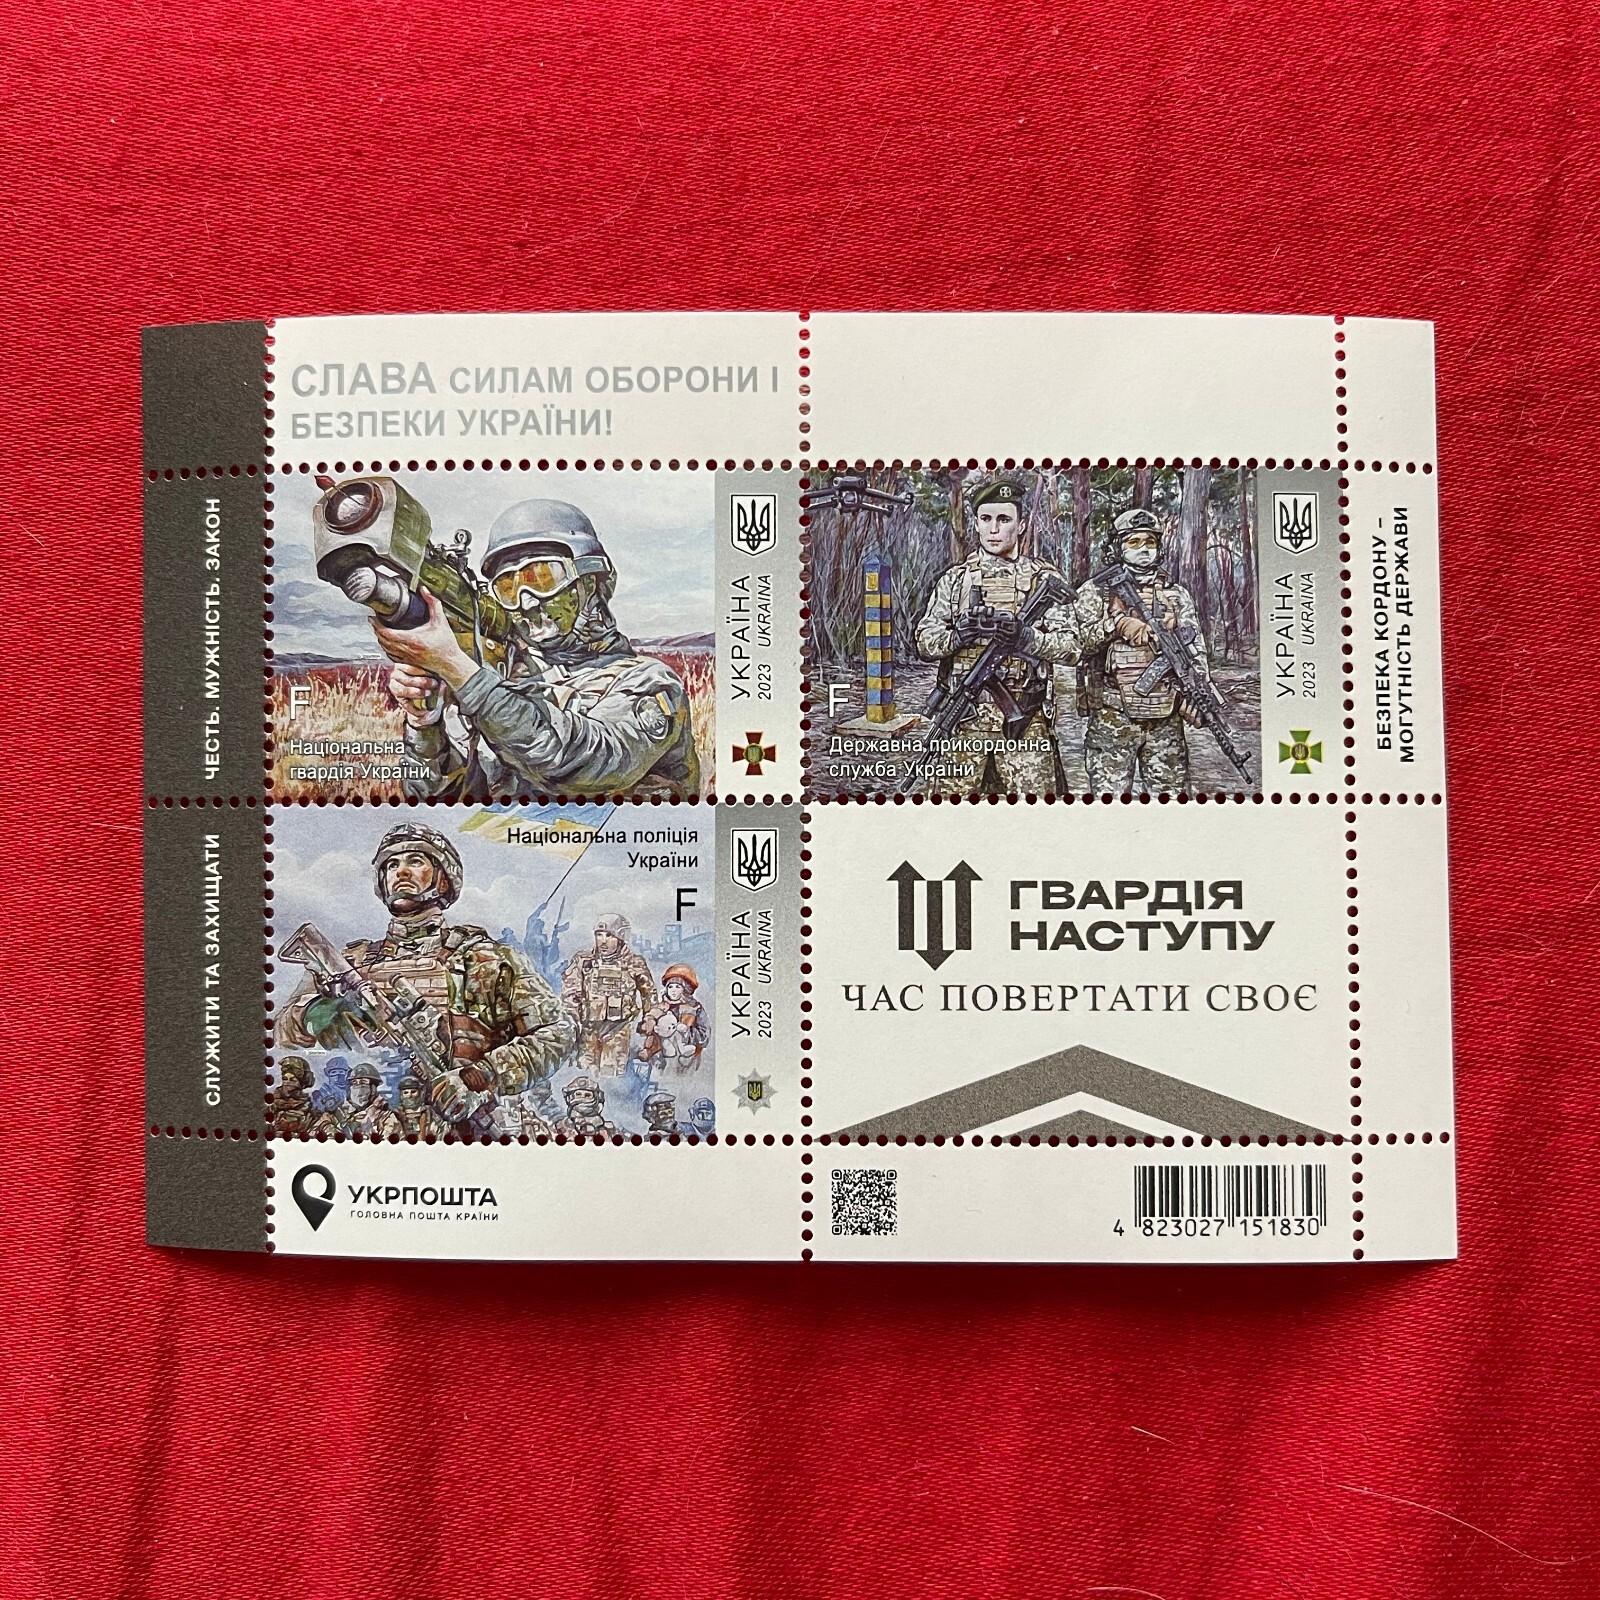 СЛАВА СИЛАМ ОБОРОНИ І
БЕЗПЕКИ УКРАЇНИ!
ЧЕСТЬ. МУЖНІСТЬ. ЗАКОН
F
Національна
гвардія України
УКРАЇНА
2023 UKRAINA
F
Державна прикордонна
служба України
УКРАЇНА
2023 UKRAINA
БЕЗПЕКА КОРДОНУ –
МОГУТНІСТЬ ДЕРЖАВИ
СЛУЖИТИ ТА ЗАХИЩАТИ
Національна поліція
України
F
УКРАЇНА
2023 UKRAINA
ГВАРДІЯ
НАСТУПУ
ЧАС ПОВЕРТАТИ СВОЄ
УКРПОШТА
ГОЛОВНА ПОШТА КРАЇНИ
4 823027 151830